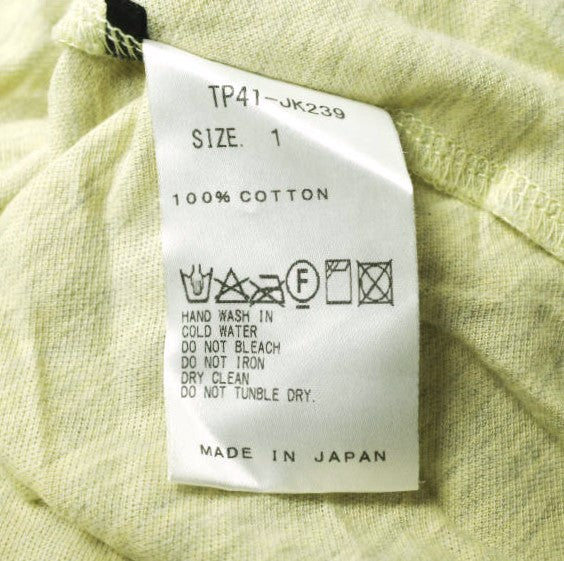 TP41-JK239
SIZE. 1
100% COTTON
F
HAND WASH IN
COLD WATER
DO NOT BLEACH
DO NOT IRON
DRY CLEAN
DO NOT TUNBLE DRY.
MADE IN JAPAN